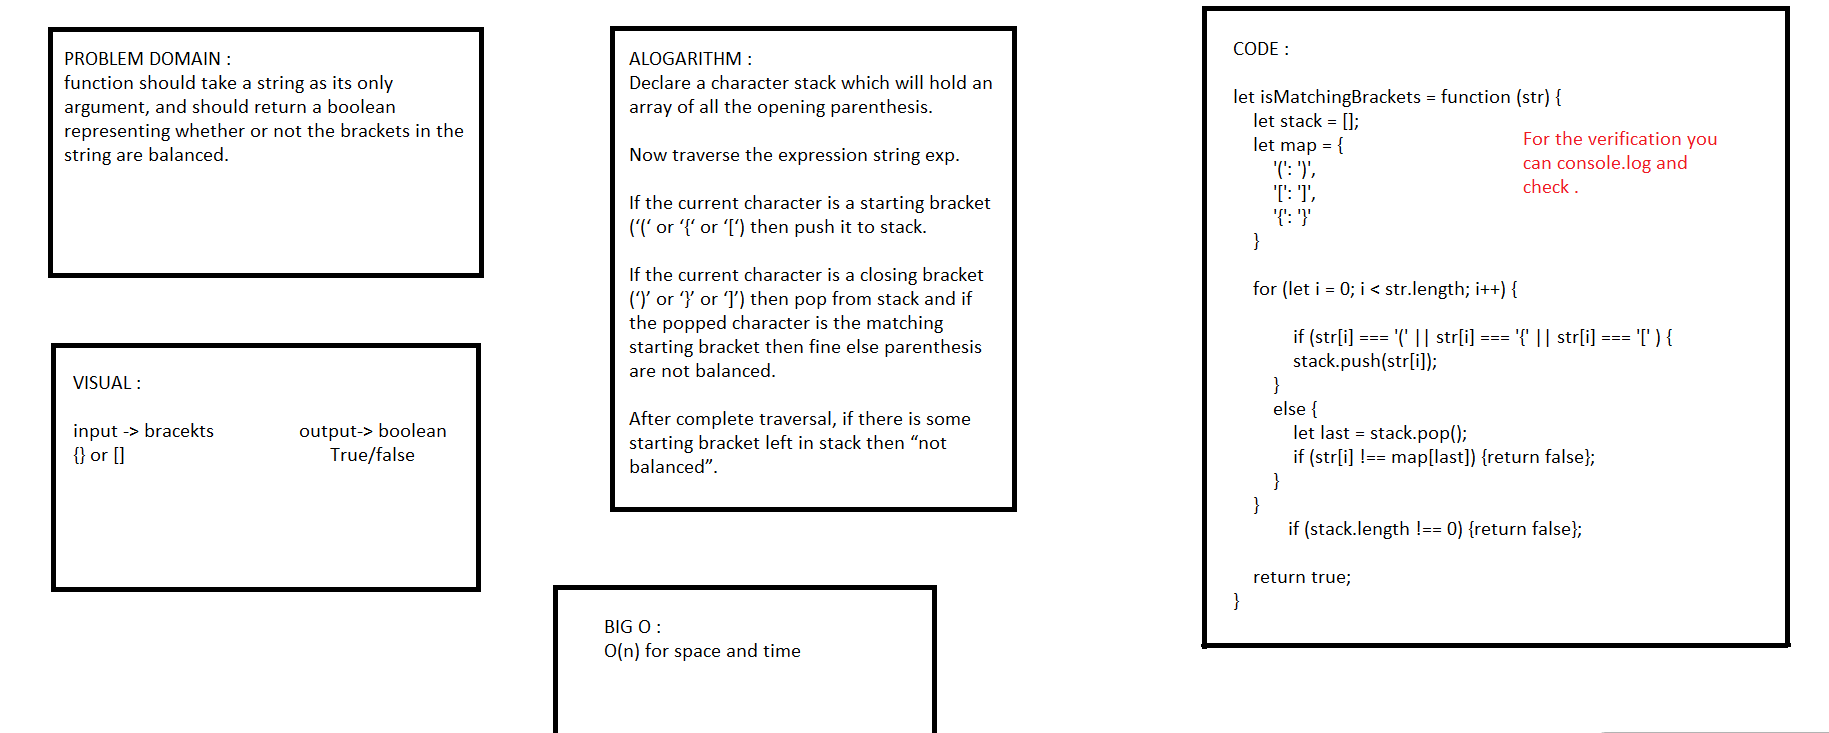 PROBLEM DOMAIN :
function should take a string as its only
argument, and should return a boolean
representing whether or not the brackets in the
string are balanced.
VISUAL :
input -> bracekts
{} or []
output-> boolean
True/false
ALOGARITHM :
Declare a character stack which will hold an
array of all the opening parenthesis.
Now traverse the expression string exp.
If the current character is a starting bracket
(‘(‘ or ‘{‘ or ‘[‘) then push it to stack.
If the current character is a closing bracket
(‘)’ or ‘}’ or ‘]’) then pop from stack and if
the popped character is the matching
starting bracket then fine else parenthesis
are not balanced.
After complete traversal, if there is some
starting bracket left in stack then “not
balanced”.
BIG O :
O(n) for space and time
CODE :
let isMatchingBrackets = function (str) {
let stack = [];
let map = {
'(': ')',
'[': ']',
'{': '}'
}
For the verification you
can console.log and
check .
for (let i = 0; i < str.length; i++) {
if (str[i] === '(' || str[i] === '{' || str[i] === '[' ) {
stack.push(str[i]);
}
else {
let last = stack.pop();
if (str[i] !== map[last]) {return false};
}
}
if (stack.length !== 0) {return false};
return true;
}